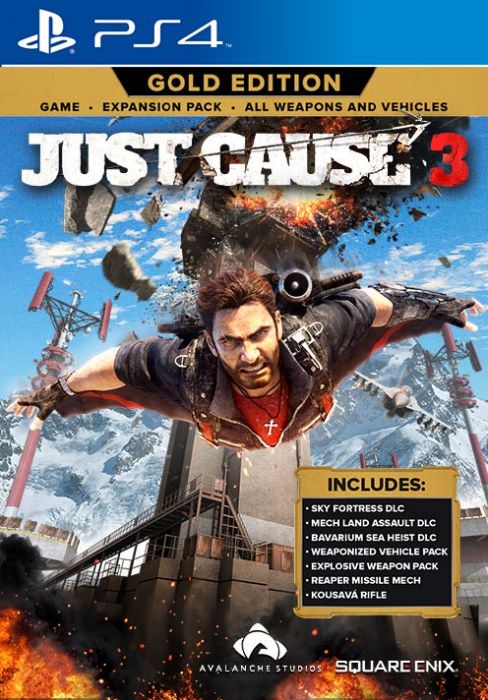 PS4
GOLD EDITION
GAME • EXPANSION PACK • ALL WEAPONS AND VEHICLES
JUST CAUSE 3
INCLUDES:
• SKY FORTRESS DLC
• MECH LAND ASSAULT DLC
• BAVARIUM SEA HEIST DLC
• WEAPONIZED VEHICLE PACK
• EXPLOSIVE WEAPON PACK
• REAPER MISSILE MECH
• KOUSAVÁ RIFLE
AVALANCHE STUDIOS
SQUARE ENIX.